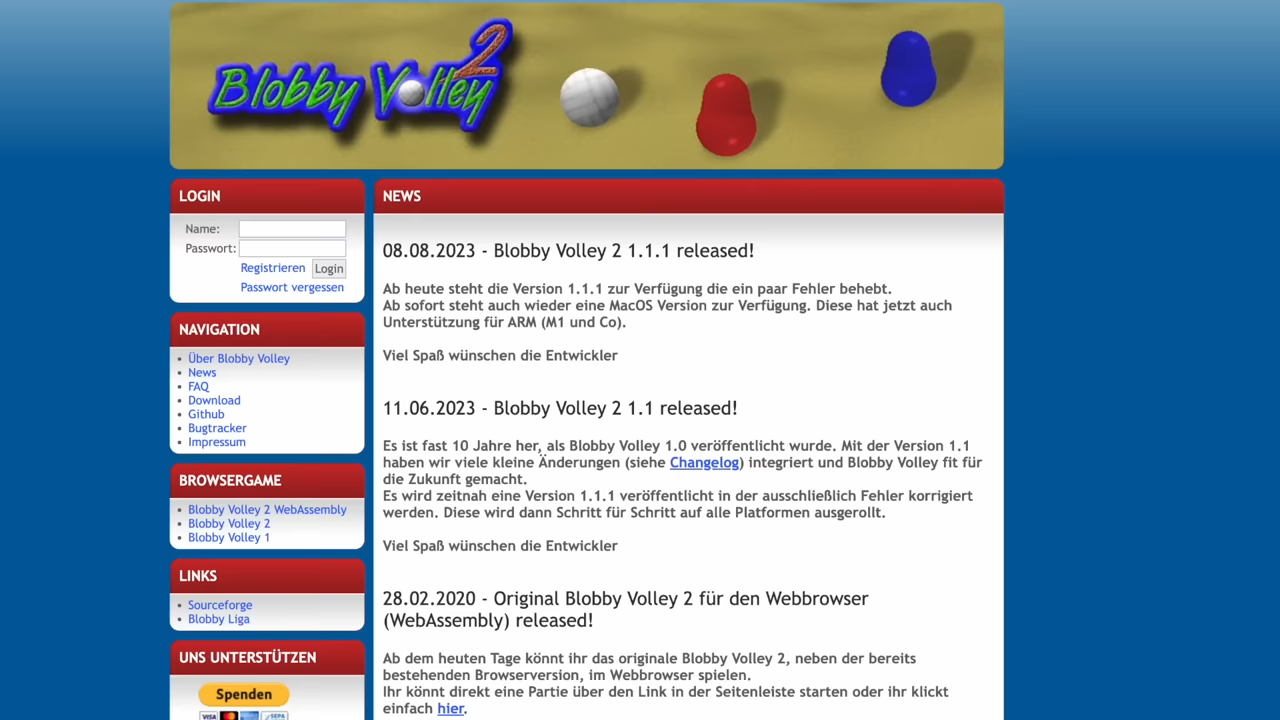 Blobby Volley 2
LOGIN
Name:
Passwort:
Registrieren Login
Passwort vergessen
NAVIGATION
Über Blobby Volley
News
FAQ
Download
Github
Bugtracker
Impressum
BROWSERGAME
Blobby Volley 2 WebAssembly
Blobby Volley 2
Blobby Volley 1
LINKS
Sourceforge
Blobby Liga
UNS UNTERSTÜTZEN
Spenden
VISA SEPA
NEWS
08.08.2023 - Blobby Volley 2 1.1.1 released!
Ab heute steht die Version 1.1.1 zur Verfügung die ein paar Fehler behebt.
Ab sofort steht auch wieder eine MacOS Version zur Verfügung. Diese hat jetzt auch
Unterstützung für ARM (M1 und Co).
Viel Spaß wünschen die Entwickler
11.06.2023 - Blobby Volley 2 1.1 released!
Es ist fast 10 Jahre her, als Blobby Volley 1.0 veröffentlicht wurde. Mit der Version 1.1
haben wir viele kleine Änderungen (siehe Changelog) integriert und Blobby Volley fit für
die Zukunft gemacht.
Es wird zeitnah eine Version 1.1.1 veröffentlicht in der ausschließlich Fehler korrigiert
werden. Diese wird dann Schritt für Schritt auf alle Platformen ausgerollt.
Viel Spaß wünschen die Entwickler
28.02.2020 - Original Blobby Volley 2 für den Webbrowser
(WebAssembly) released!
Ab dem heuten Tage könnt ihr das originale Blobby Volley 2, neben der bereits
bestehenden Browserversion, im Webbrowser spielen.
Ihr könnt direkt eine Partie über den Link in der Seitenleiste starten oder ihr klickt
einfach hier.